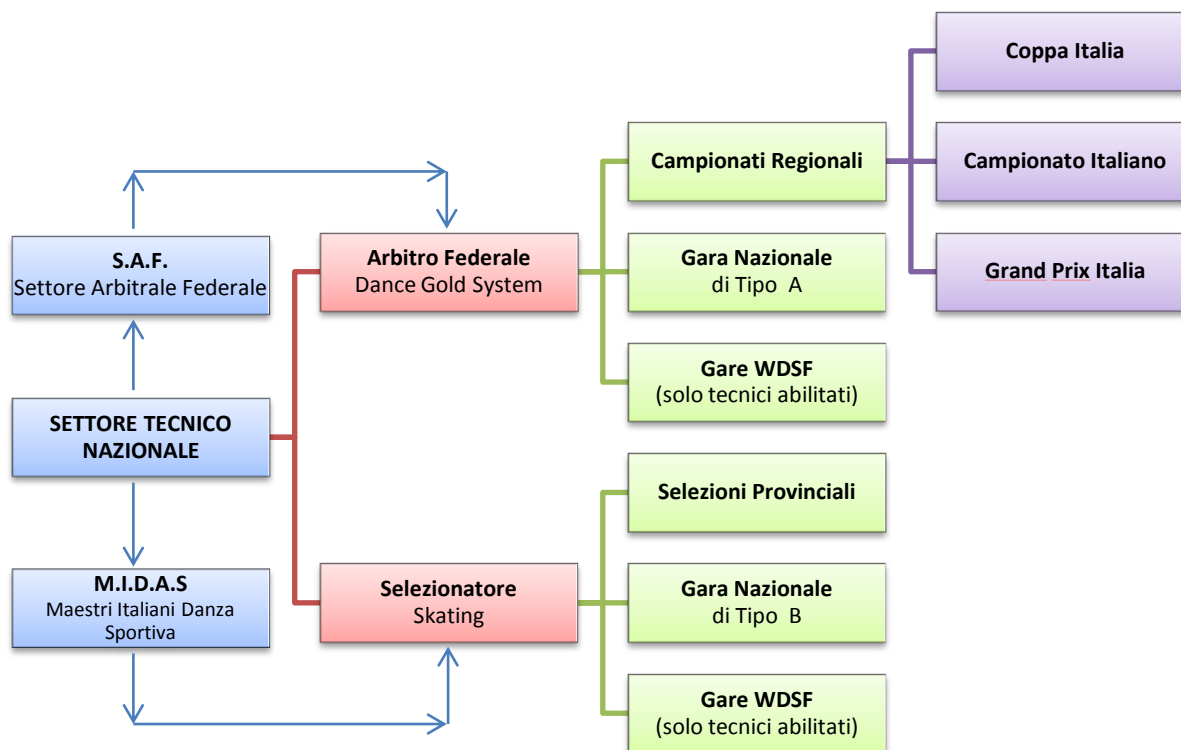 S.A.F.
Settore Arbitrale Federale
SETTORE TECNICO
NAZIONALE
M.I.D.A.S
Maestri Italiani Danza
Sportiva
Arbitro Federale
Dance Gold System
Selezionatore
Skating
Campionati Regionali
Gara Nazionale
di Tipo A
Gare WDSF
(solo tecnici abilitati)
Selezioni Provinciali
Gara Nazionale
di Tipo B
Gare WDSF
(solo tecnici abilitati)
Coppa Italia
Campionato Italiano
Grand Prix Italia